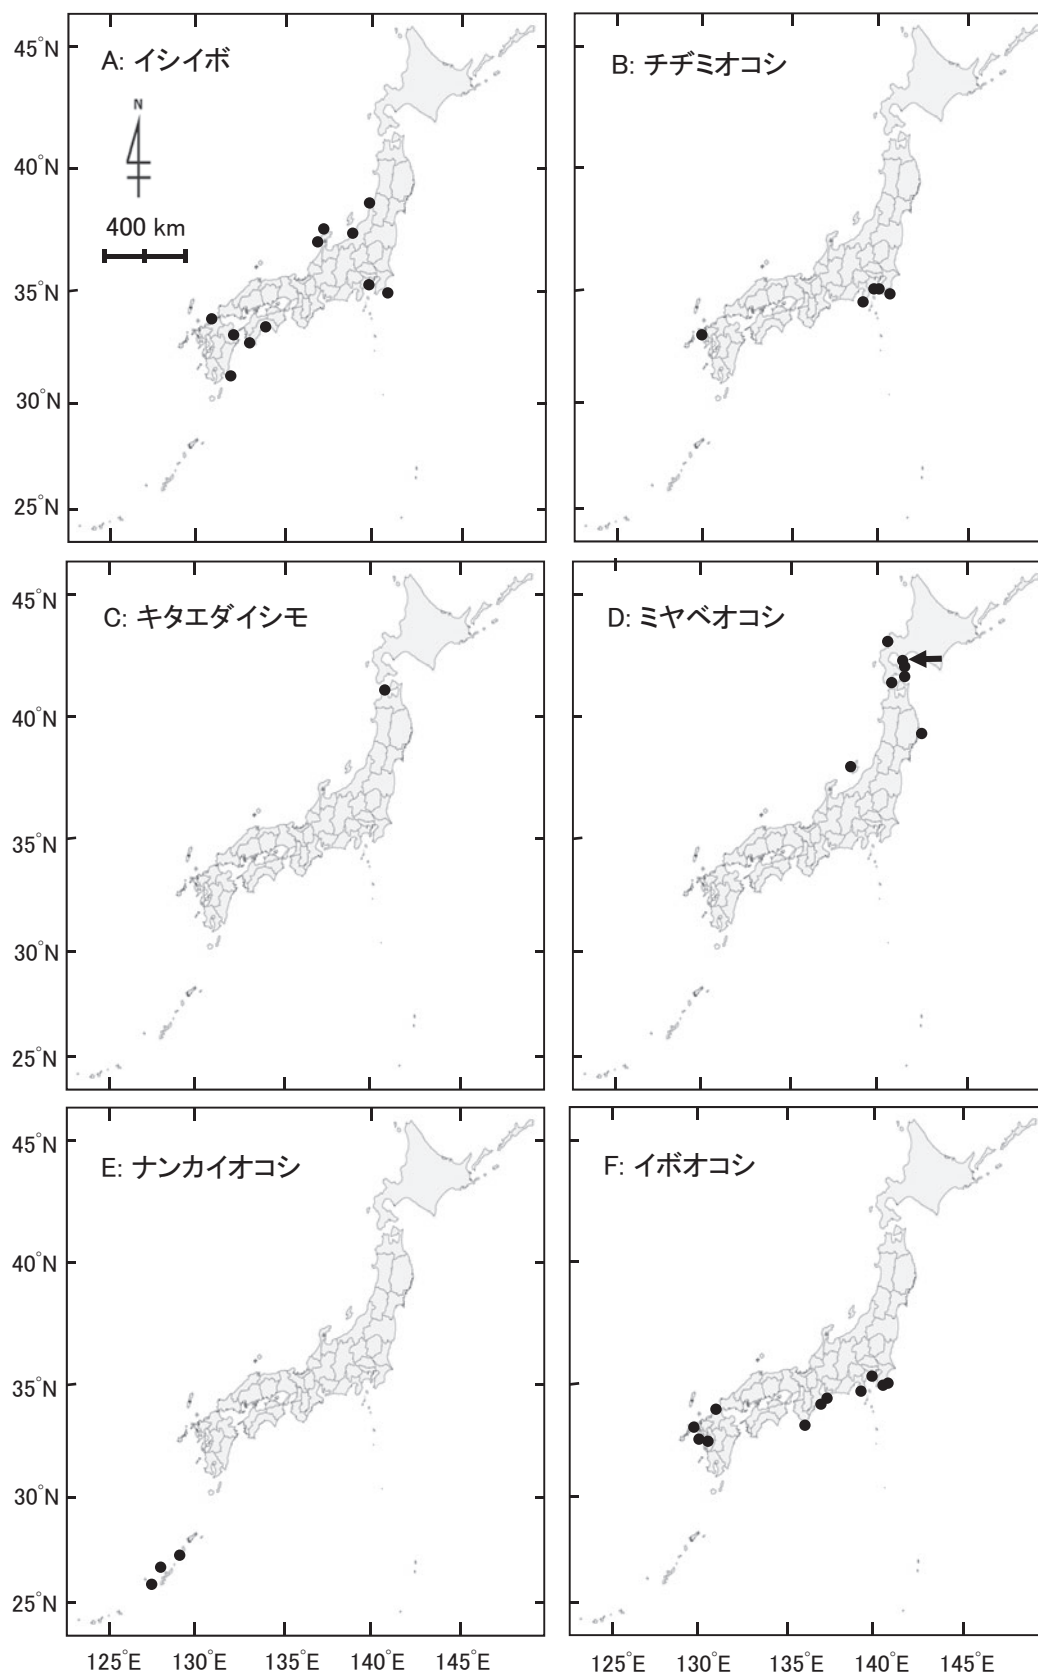 45°N
A: イシイボ
B: チヂミオコシ
N
40°N
400 km
35°N
30°N
25°N
45°N
C: キタエダイシモ
D: ミヤベオコシ
40°N
35°N
30°N
25°N
45°N
E: ナンカイオコシ
F: イボオコシ
40°N
35°N
30°N
25°N
125°E 130°E 135°E 140°E 145°E 125°E 130°E 135°E 140°E 145°E